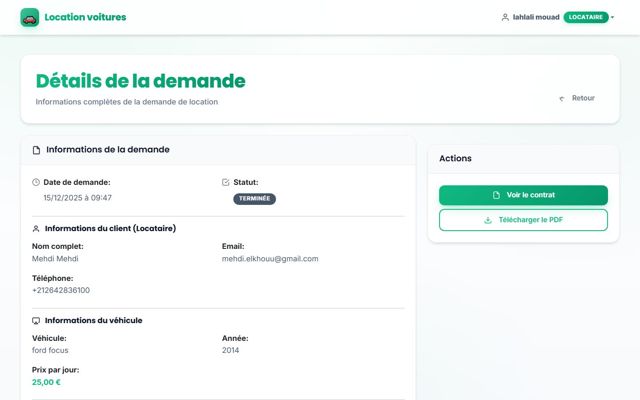 Location voitures
lahlali mouad LOCATAIRE
Détails de la demande
Informations complètes de la demande de location
Retour
Informations de la demande
Date de demande:
15/12/2025 à 09:47
Statut:
TERMINÉE
Informations du client (Locataire)
Nom complet:
Mehdi Mehdi
Email:
mehdi.elkhouu@gmail.com
Téléphone:
+212642836100
Informations du véhicule
Véhicule:
ford focus
Année:
2014
Prix par jour:
25,00 €
Actions
Voir le contrat
Télécharger le PDF